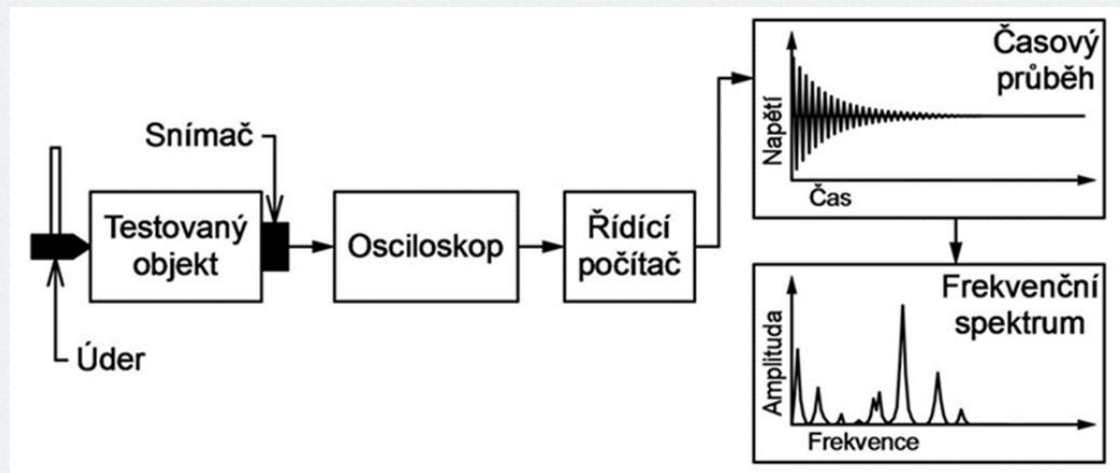 Snímač
Testovaný
objekt
Úder
Osciloskop
Řídící
počítač
Časový
průběh
Napětí
Čas
Frekvenční
spektrum
Amplituda
Frekvence